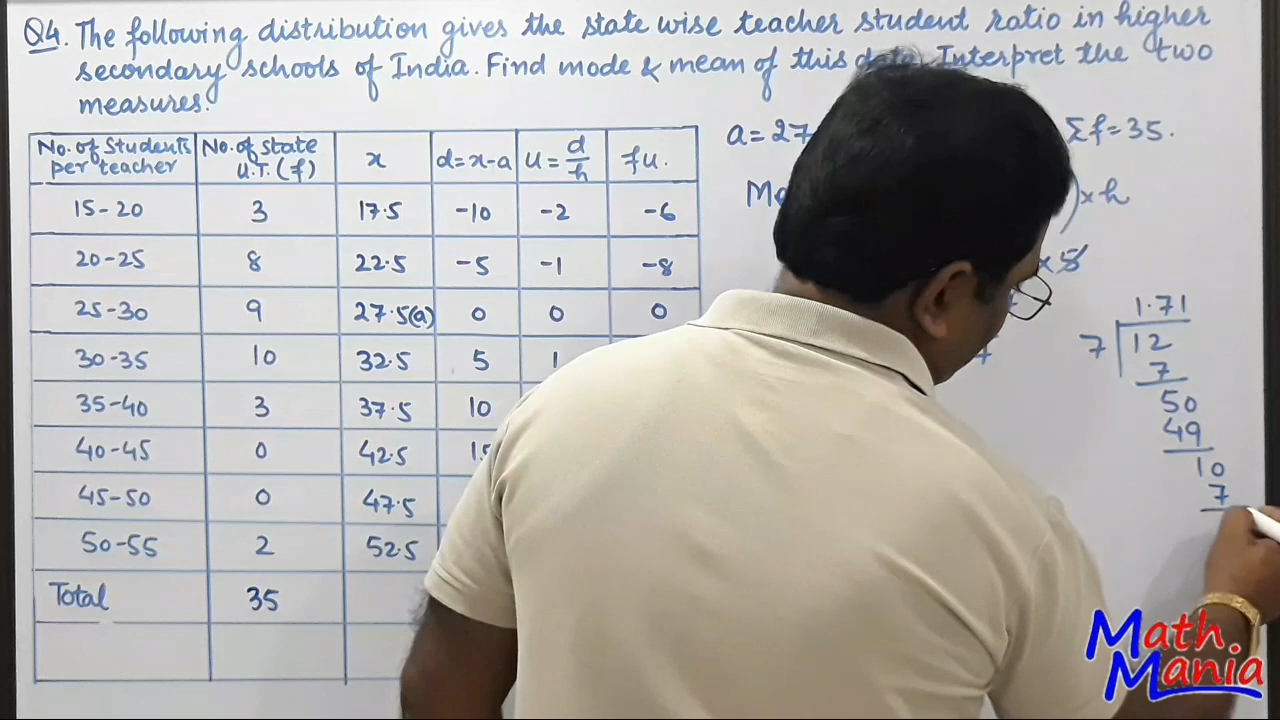 Q4. The following distribution gives the state wise teacher student ratio in higher
secondary schools of India. Find mode & mean of this data. Interpret the two
measures.
No. of Students per teacher | No. of state U.T. (f) | x | d=x-a | u=d/h | fu.
15-20 | 3 | 17.5 | -10 | -2 | -6
20-25 | 8 | 22.5 | -5 | -1 | -8
25-30 | 9 | 27.5(a) | 0 | 0 | 0
30-35 | 10 | 32.5 | 5 | 1
35-40 | 3 | 37.5 | 10
40-45 | 0 | 42.5 | 15
45-50 | 0 | 47.5
50-55 | 2 | 52.5
Total | 35
a=27
Σf=35.
)×h
×5
7
1.71
7 12
7
50
49
10
7
Math
Mania